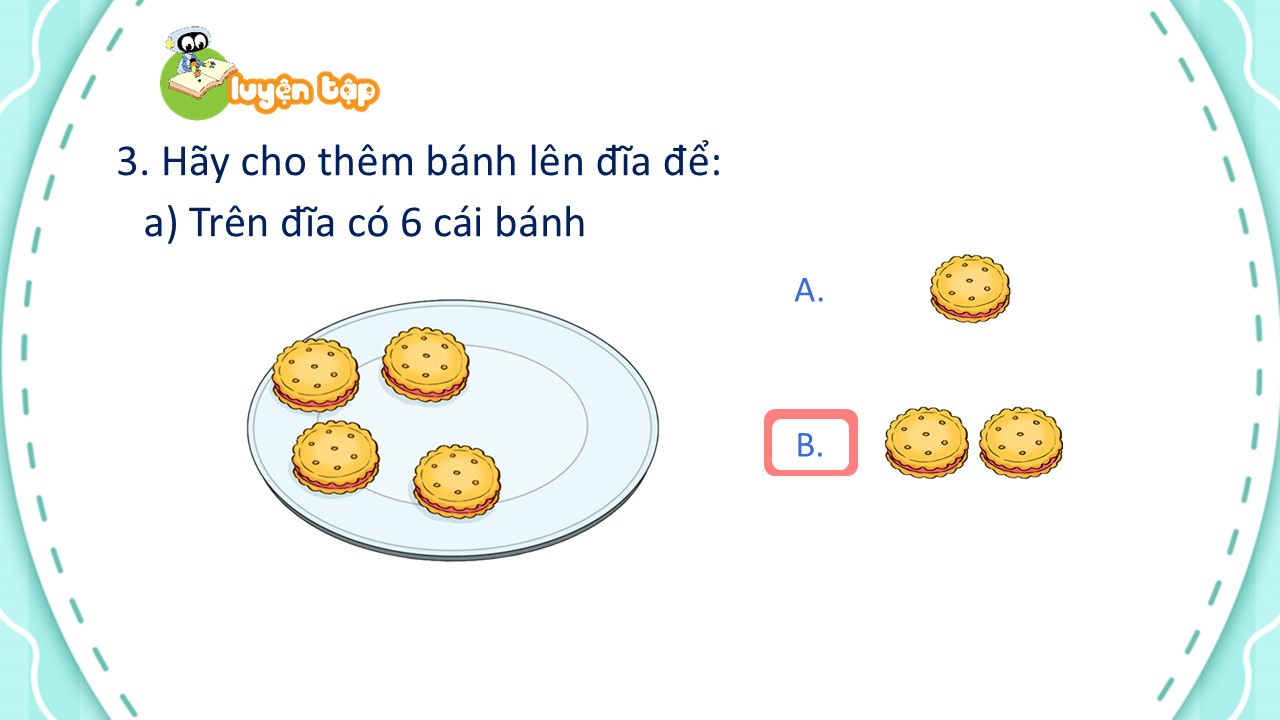 luyện tập
3. Hãy cho thêm bánh lên đĩa để:
a) Trên đĩa có 6 cái bánh
A.
B.